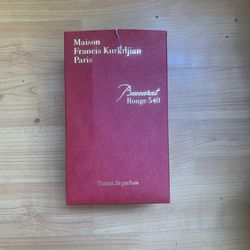 Maison
Francis Kurkdjian
Paris
Baccarat
Rouge 540
Extrait de parfum